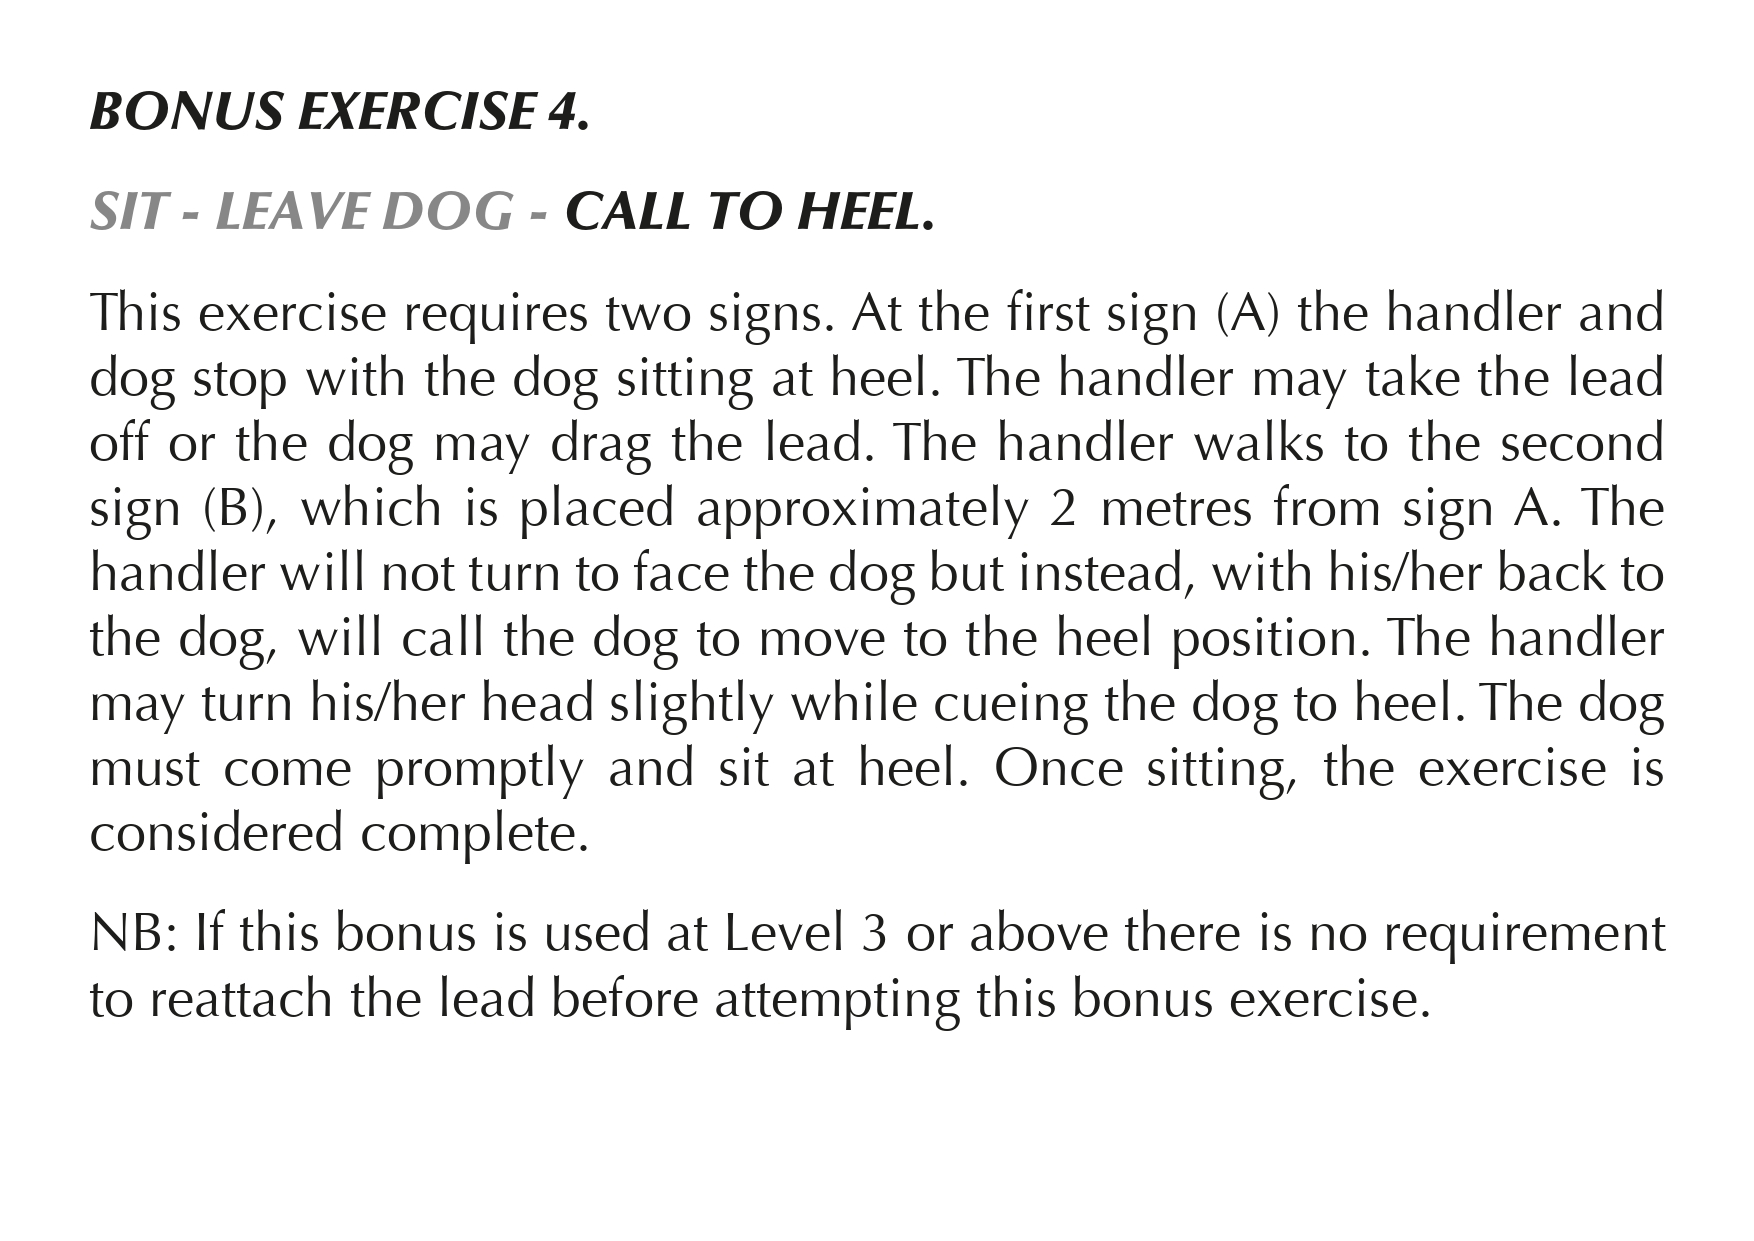 BONUS EXERCISE 4.
SIT - LEAVE DOG - CALL TO HEEL.
This exercise requires two signs. At the first sign (A) the handler and
dog stop with the dog sitting at heel. The handler may take the lead
off or the dog may drag the lead. The handler walks to the second
sign (B), which is placed approximately 2 metres from sign A. The
handler will not turn to face the dog but instead, with his/her back to
the dog, will call the dog to move to the heel position. The handler
may turn his/her head slightly while cueing the dog to heel. The dog
must come promptly and sit at heel. Once sitting, the exercise is
considered complete.
NB: If this bonus is used at Level 3 or above there is no requirement
to reattach the lead before attempting this bonus exercise.